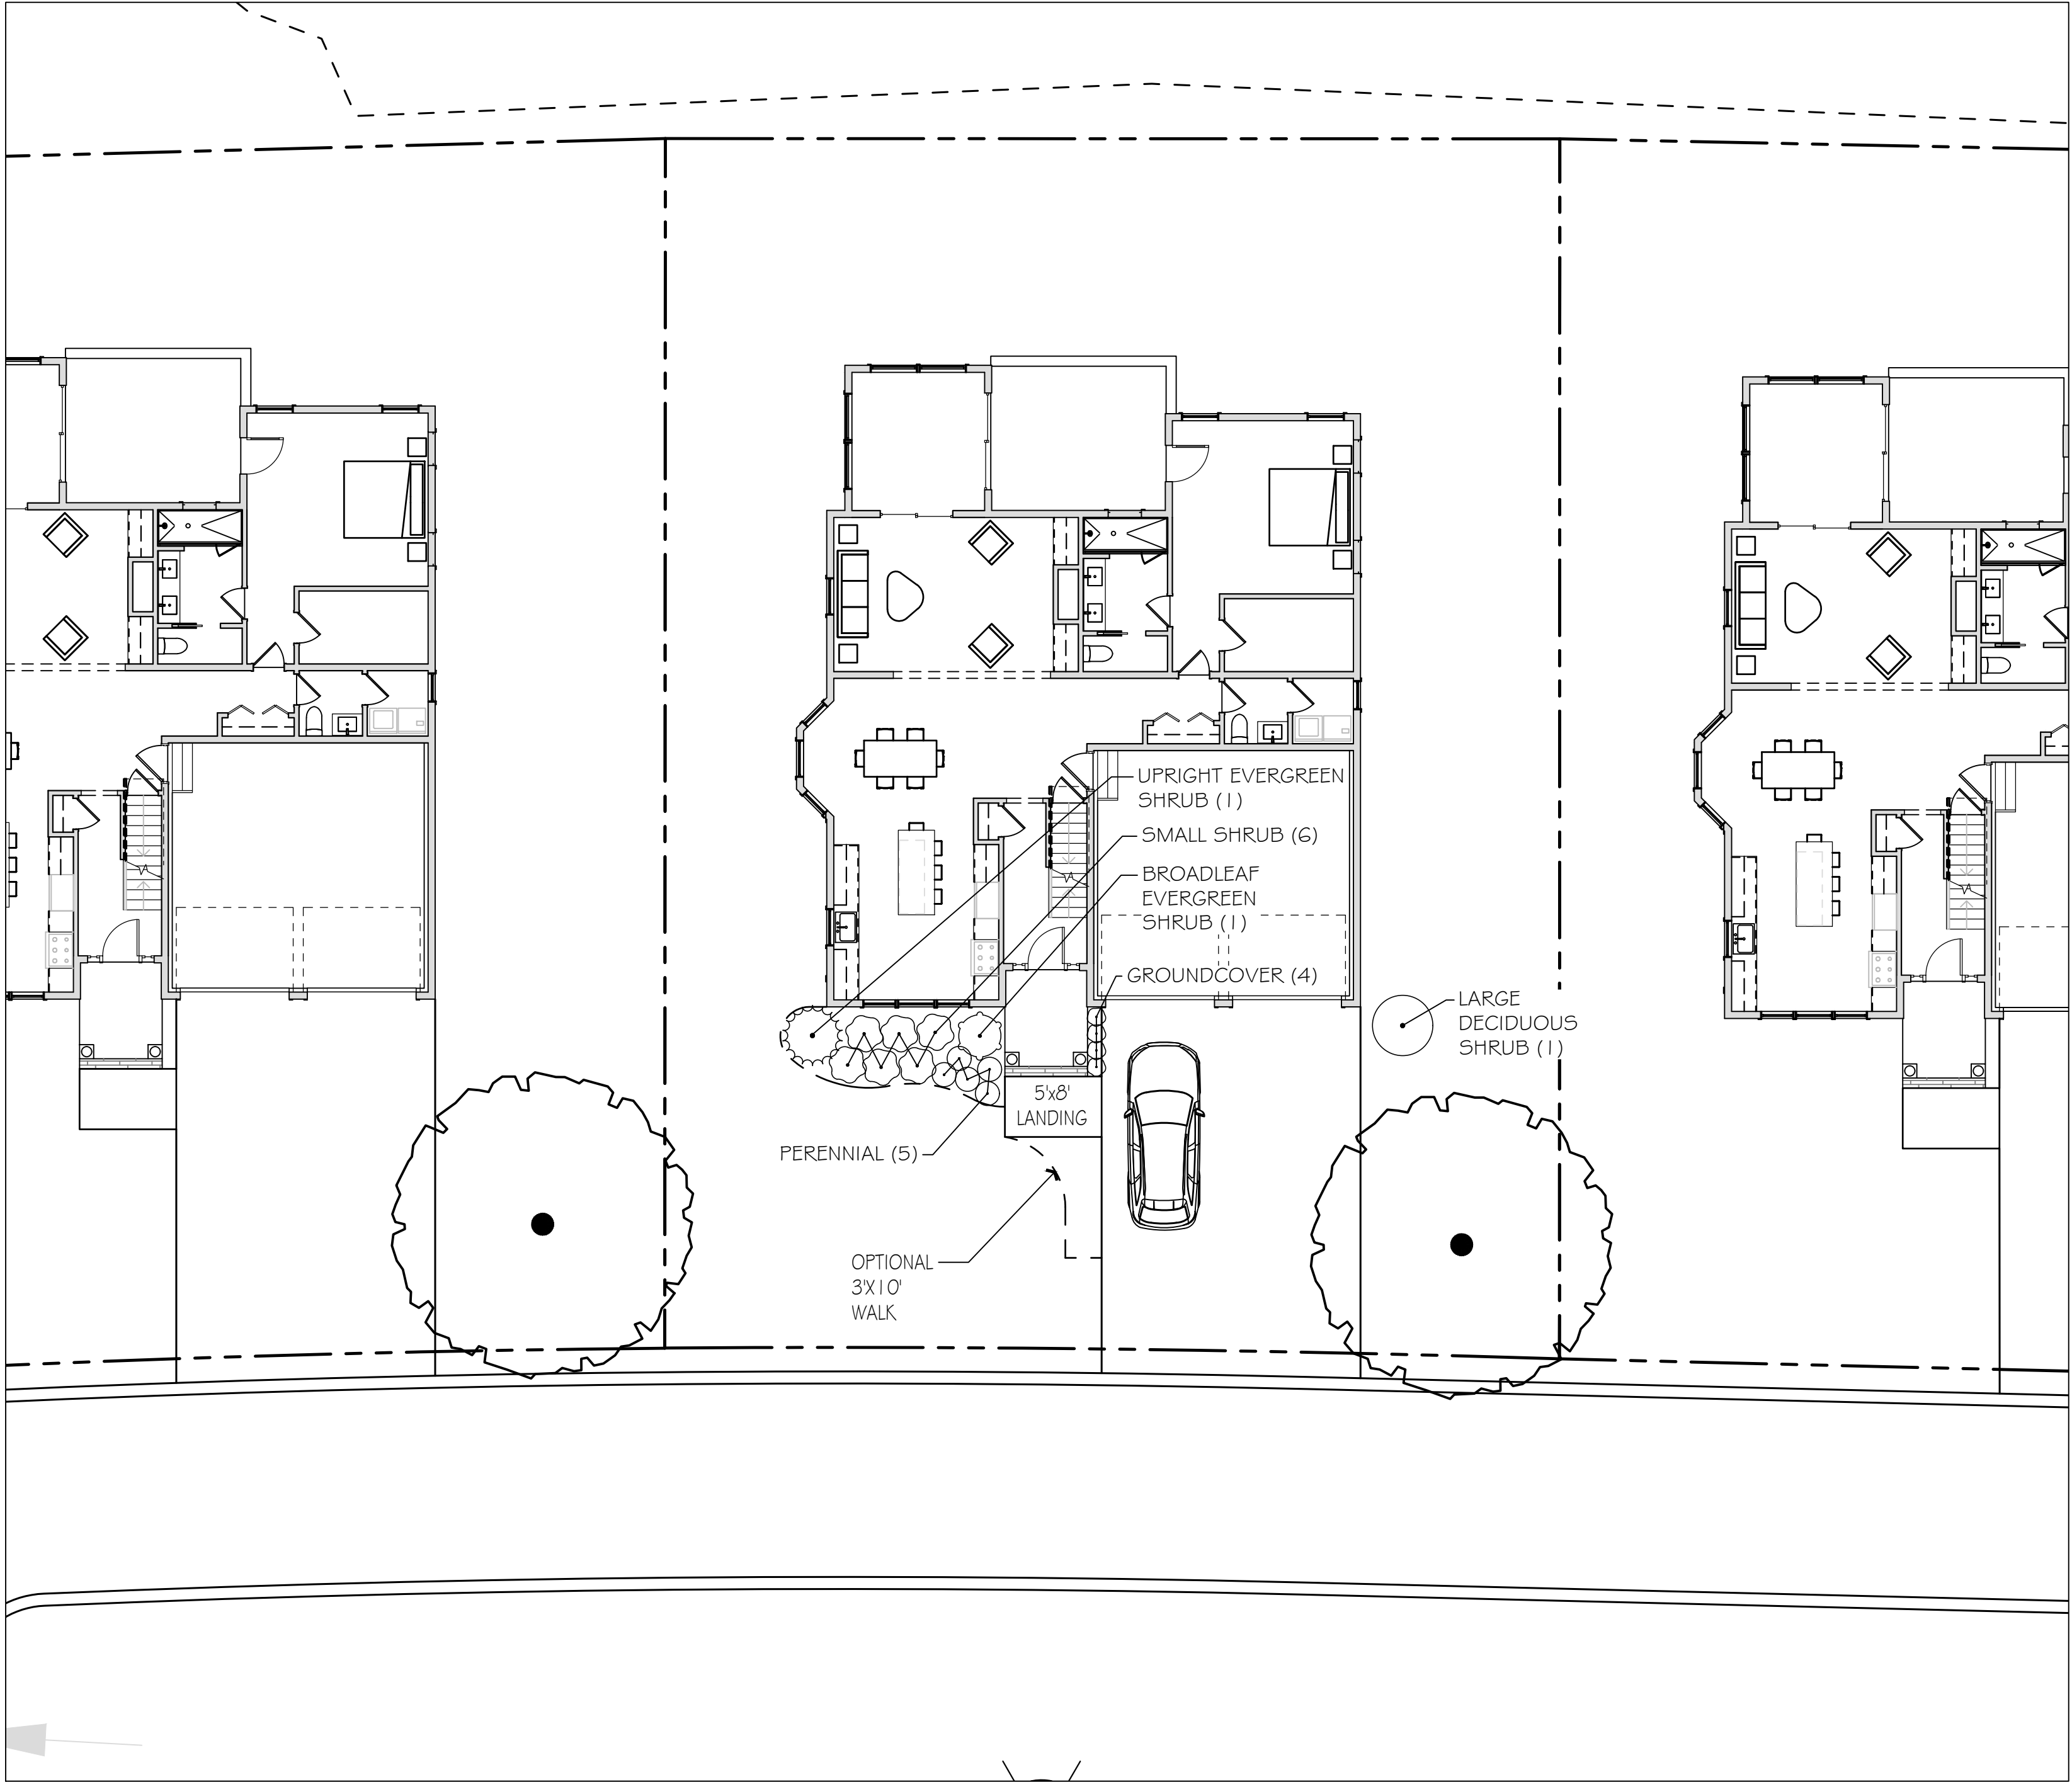 UPRIGHT EVERGREEN
SHRUB (1)
SMALL SHRUB (6)
BROADLEAF
EVERGREEN
SHRUB (1)
GROUNDCOVER (4)
LARGE
DECIDUOUS
SHRUB (1)
5'x8'
LANDING
PERENNIAL (5)
OPTIONAL
3'X10'
WALK